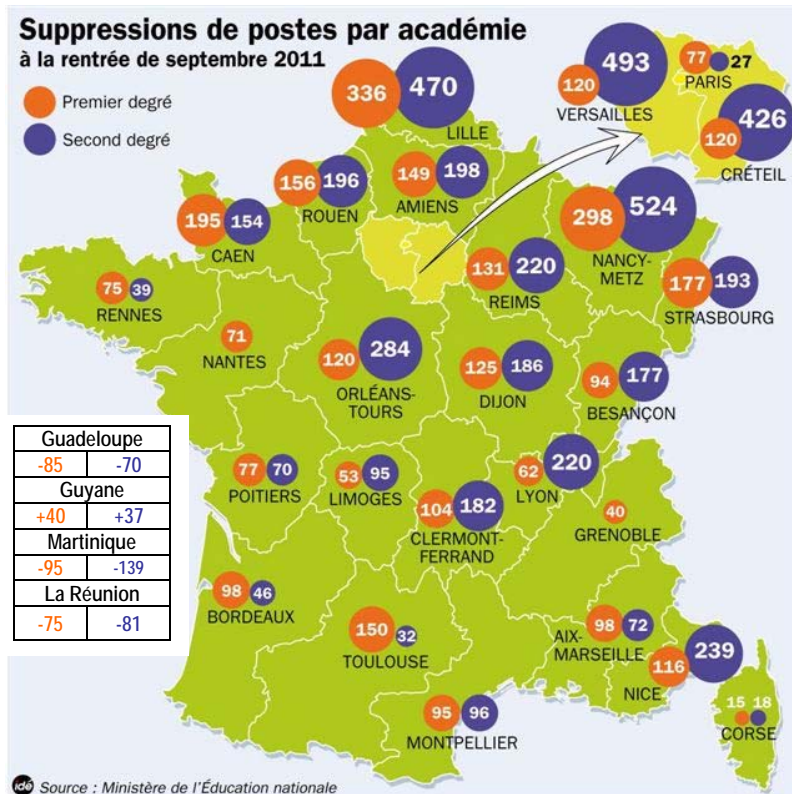 Suppressions de postes par académie
à la rentrée de septembre 2011
Premier degré
Second degré
336 470
LILLE
493
120
VERSAILLES
77 27
PARIS
426
120
CRÉTEIL
156 196
ROUEN
149 198
AMIENS
195 154
CAEN
298 524
NANCY-
METZ
131 220
REIMS
177 193
STRASBOURG
75 39
RENNES
71
NANTES
120 284
ORLÉANS-
TOURS
125 186
DIJON
94 177
BESANÇON
Guadeloupe
-85 -70
Guyane
+40 +37
Martinique
-95 -139
La Réunion
-75 -81
77 70
POITIERS
53 95
LIMOGES
62 220
LYON
104 182
CLERMONT-
FERRAND
40
GRENOBLE
98 46
BORDEAUX
150 32
TOULOUSE
98 72
AIX-
MARSEILLE
116 239
NICE
95 96
MONTPELLIER
15 18
CORSE
idé Source : Ministère de l'Éducation nationale